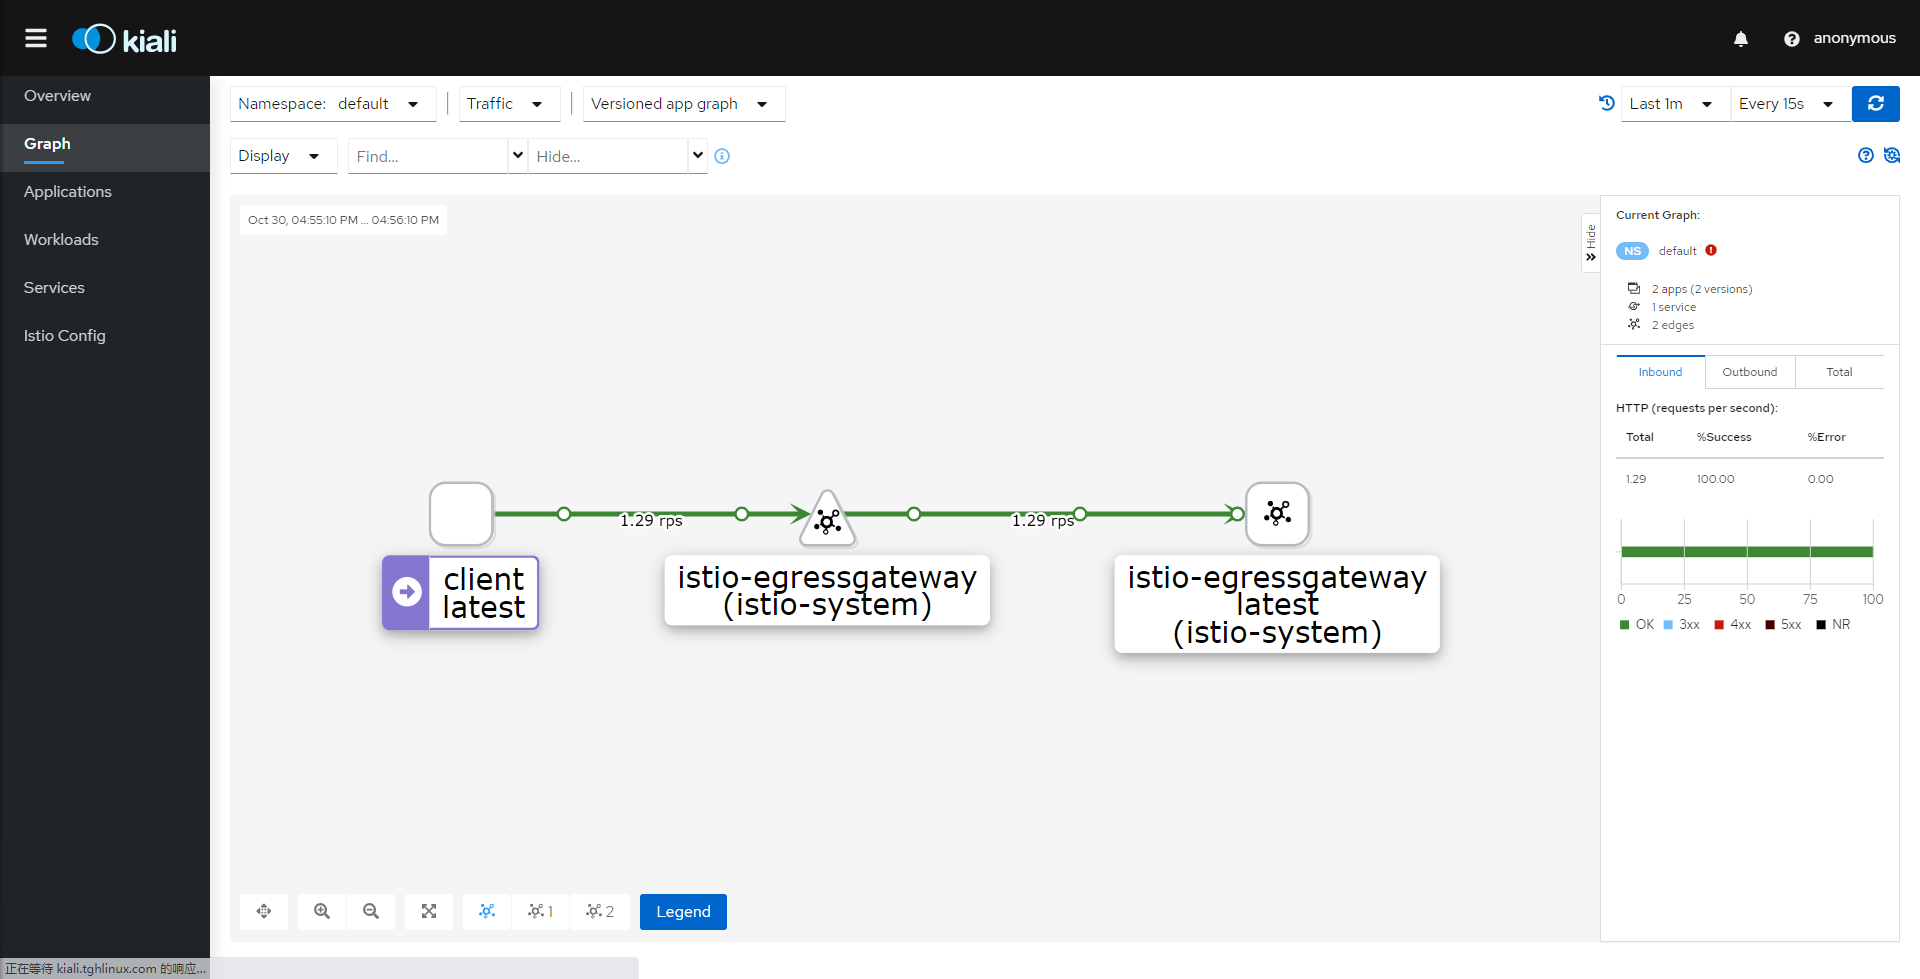 kiali
anonymous
Overview
Graph
Applications
Workloads
Services
Istio Config
Namespace: default
Traffic
Versioned app graph
Last 1m
Every 15s
Display
Find...
Hide...
Oct 30, 04:55:10 PM ... 04:56:10 PM
Hide
1.29 rps
1.29 rps
client
latest
istio-egressgateway
(istio-system)
istio-egressgateway
latest
(istio-system)
1
2
Legend
Current Graph:
NS default
2 apps (2 versions)
1 service
2 edges
Inbound Outbound Total
HTTP (requests per second):
Total %Success %Error
1.29 100.00 0.00
0 25 50 75 100
OK 3xx 4xx 5xx NR
正在等待 kiali.tghlinux.com 的响应...